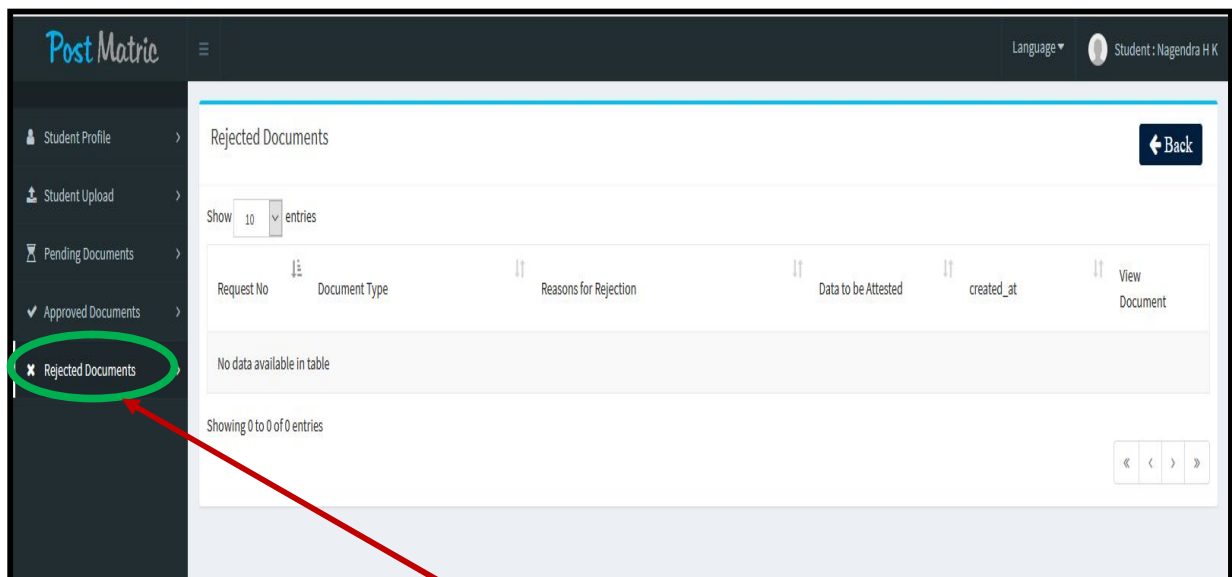 Post Matric
Language
Student : Nagendra H K
Student Profile
Student Upload
Pending Documents
Approved Documents
Rejected Documents
Rejected Documents
Back
Show 10 entries
Request No Document Type Reasons for Rejection Data to be Attested created_at View
Document
No data available in table
Showing 0 to 0 of 0 entries
« < > »